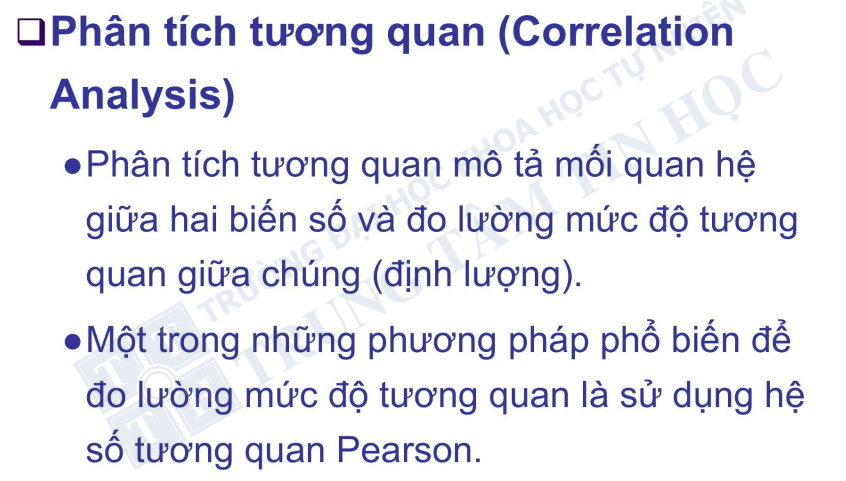 ❑Phân tích tương quan (Correlation
Analysis)
●Phân tích tương quan mô tả mối quan hệ
giữa hai biến số và đo lường mức độ tương
quan giữa chúng (định lượng).
●Một trong những phương pháp phổ biến để
đo lường mức độ tương quan là sử dụng hệ
số tương quan Pearson.
TRƯỜNG ĐẠI HỌC KHOA HỌC TỰ NHIÊN
TRUNG TÂM TIN HỌC